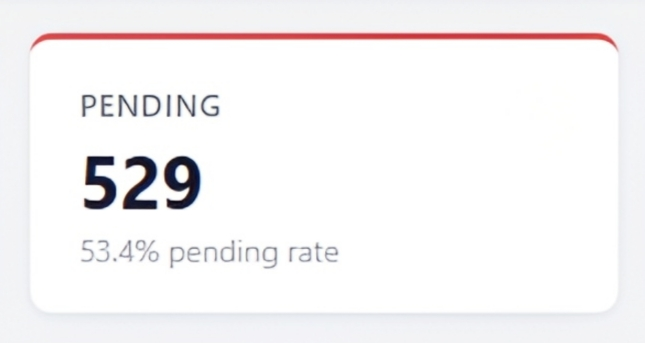 PENDING
529
53.4% pending rate